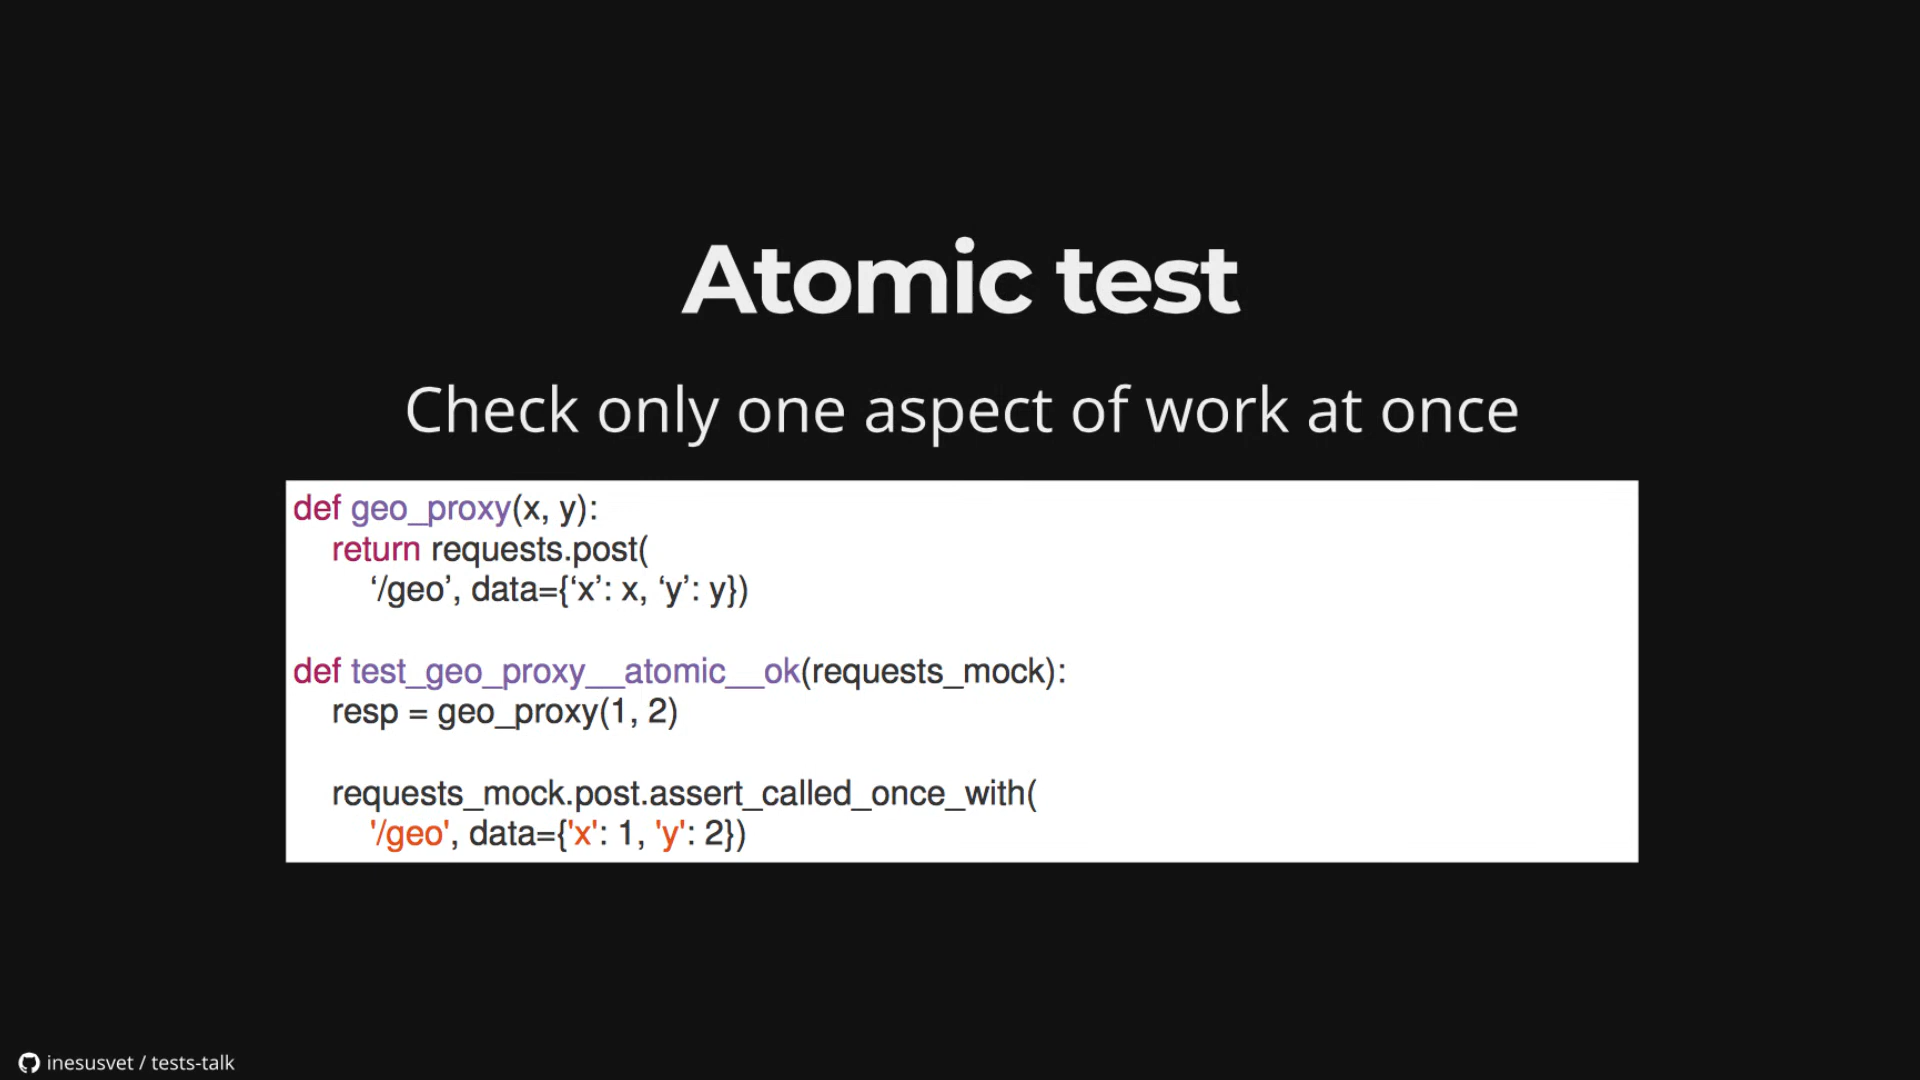 Atomic test
Check only one aspect of work at once
def geo_proxy(x, y):
return requests.post(
‘/geo’, data={‘x’: x, ‘y’: y})
def test_geo_proxy__atomic__ok(requests_mock):
resp = geo_proxy(1, 2)
requests_mock.post.assert_called_once_with(
'/geo', data={'x': 1, 'y': 2})
inesusvet / tests-talk